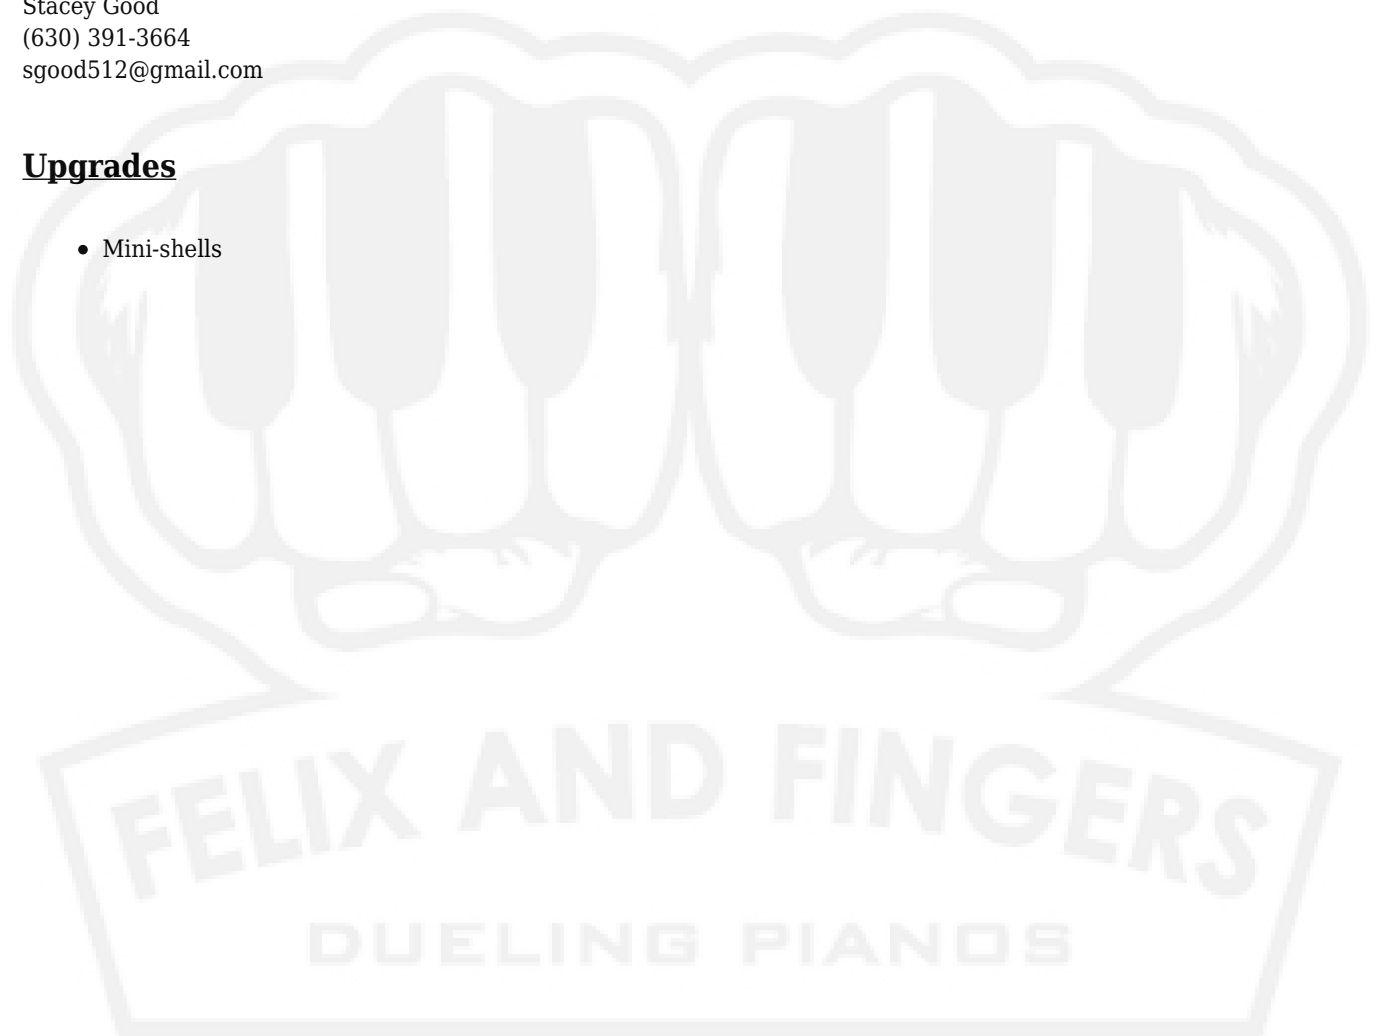 Stacey Good
(630) 391-3664
sgood512@gmail.com
Upgrades
• Mini-shells
FELIX AND FINGERS
DUELING PIANOS